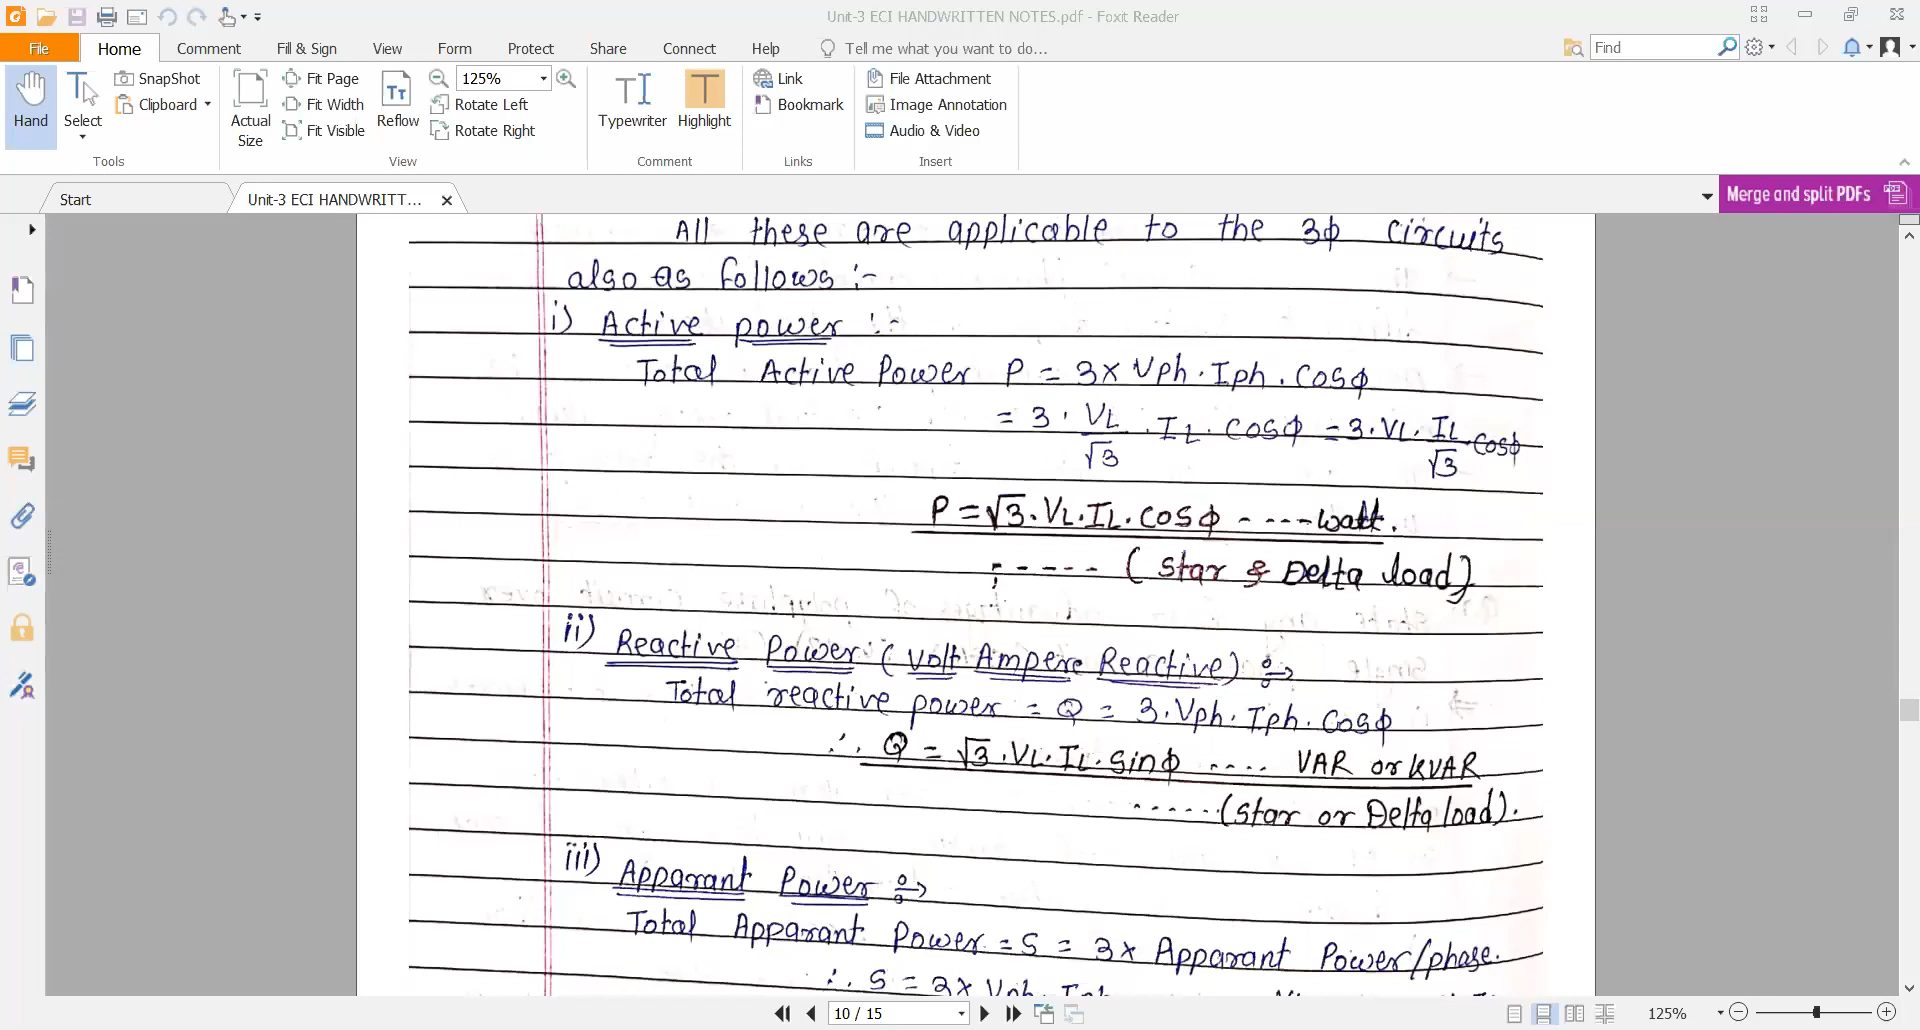 Unit-3 ECI HANDWRITTEN NOTES.pdf - Foxit Reader
File Home Comment Fill & Sign View Form Protect Share Connect Help Tell me what you want to do... Find
Hand
Select
SnapShot
Clipboard
Tools
Actual Size
Fit Page
Fit Width
Fit Visible
Reflow
125%
Rotate Left
Rotate Right
View
Typewriter
Highlight
Comment
Link
Bookmark
Links
File Attachment
Image Annotation
Audio & Video
Insert
Start
Unit-3 ECI HANDWRITT...
Merge and split PDFs
All these are applicable to the 3ϕ circuits
also as follows :-
i) Active power :-
Total Active Power P = 3 x Vph . Iph . cosϕ
= 3 . VL/√3 . IL . cosϕ = 3 . VL . IL/√3 . cosϕ
P = √3 . VL . IL . cosϕ - - - - watt .
; - - - - - ( star & Delta load )
ii) Reactive Power ( volt Ampere Reactive ) ÷→
Total reactive power = Q = 3 . Vph . Iph . cosϕ
∴ Q = √3 . VL . IL . sinϕ .... VAR or KVAR
...... ( star or Delta load ) .
iii) Apparant Power ÷→
Total Apparant Power = S = 3 x Apparant Power/phase.
∴ S = 3 x Vph . Iph
10 / 15
125%